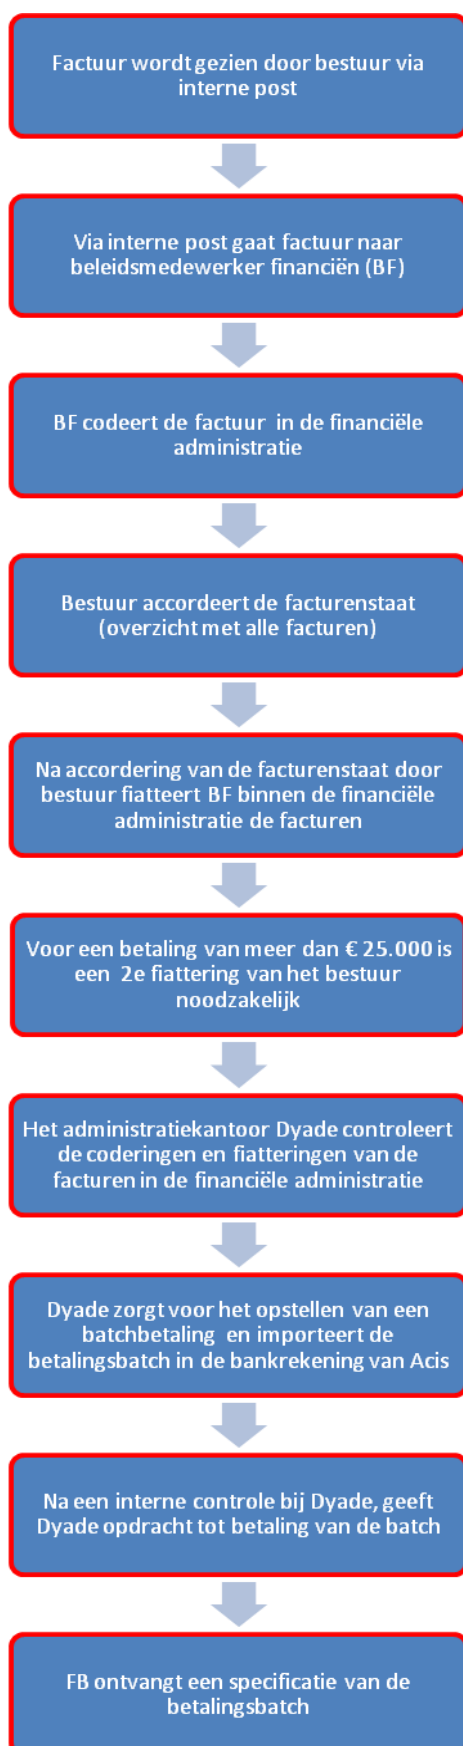 Factuur wordt gezien door bestuur via
interne post
Via interne post gaat factuur naar
beleidsmedewerker financiën (BF)
BF codeert de factuur in de financiële
administratie
Bestuur accordeert de facturenstaat
(overzicht met alle facturen)
Na accordering van de facturenstaat door
bestuur fiatteert BF binnen de financiële
administratie de facturen
Voor een betaling van meer dan € 25.000 is
een 2e fiattering van het bestuur
noodzakelijk
Het administratiekantoor Dyade controleert
de coderingen en fiatteringen van de
facturen in de financiële administratie
Dyade zorgt voor het opstellen van een
batchbetaling en importeert de
betalingsbatch in de bankrekening van Acis
Na een interne controle bij Dyade, geeft
Dyade opdracht tot betaling van de batch
FB ontvangt een specificatie van de
betalingsbatch